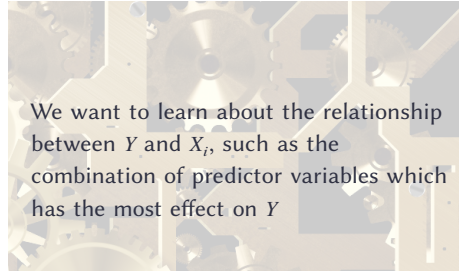 We want to learn about the relationship
between Y and Xᵢ, such as the
combination of predictor variables which
has the most effect on Y